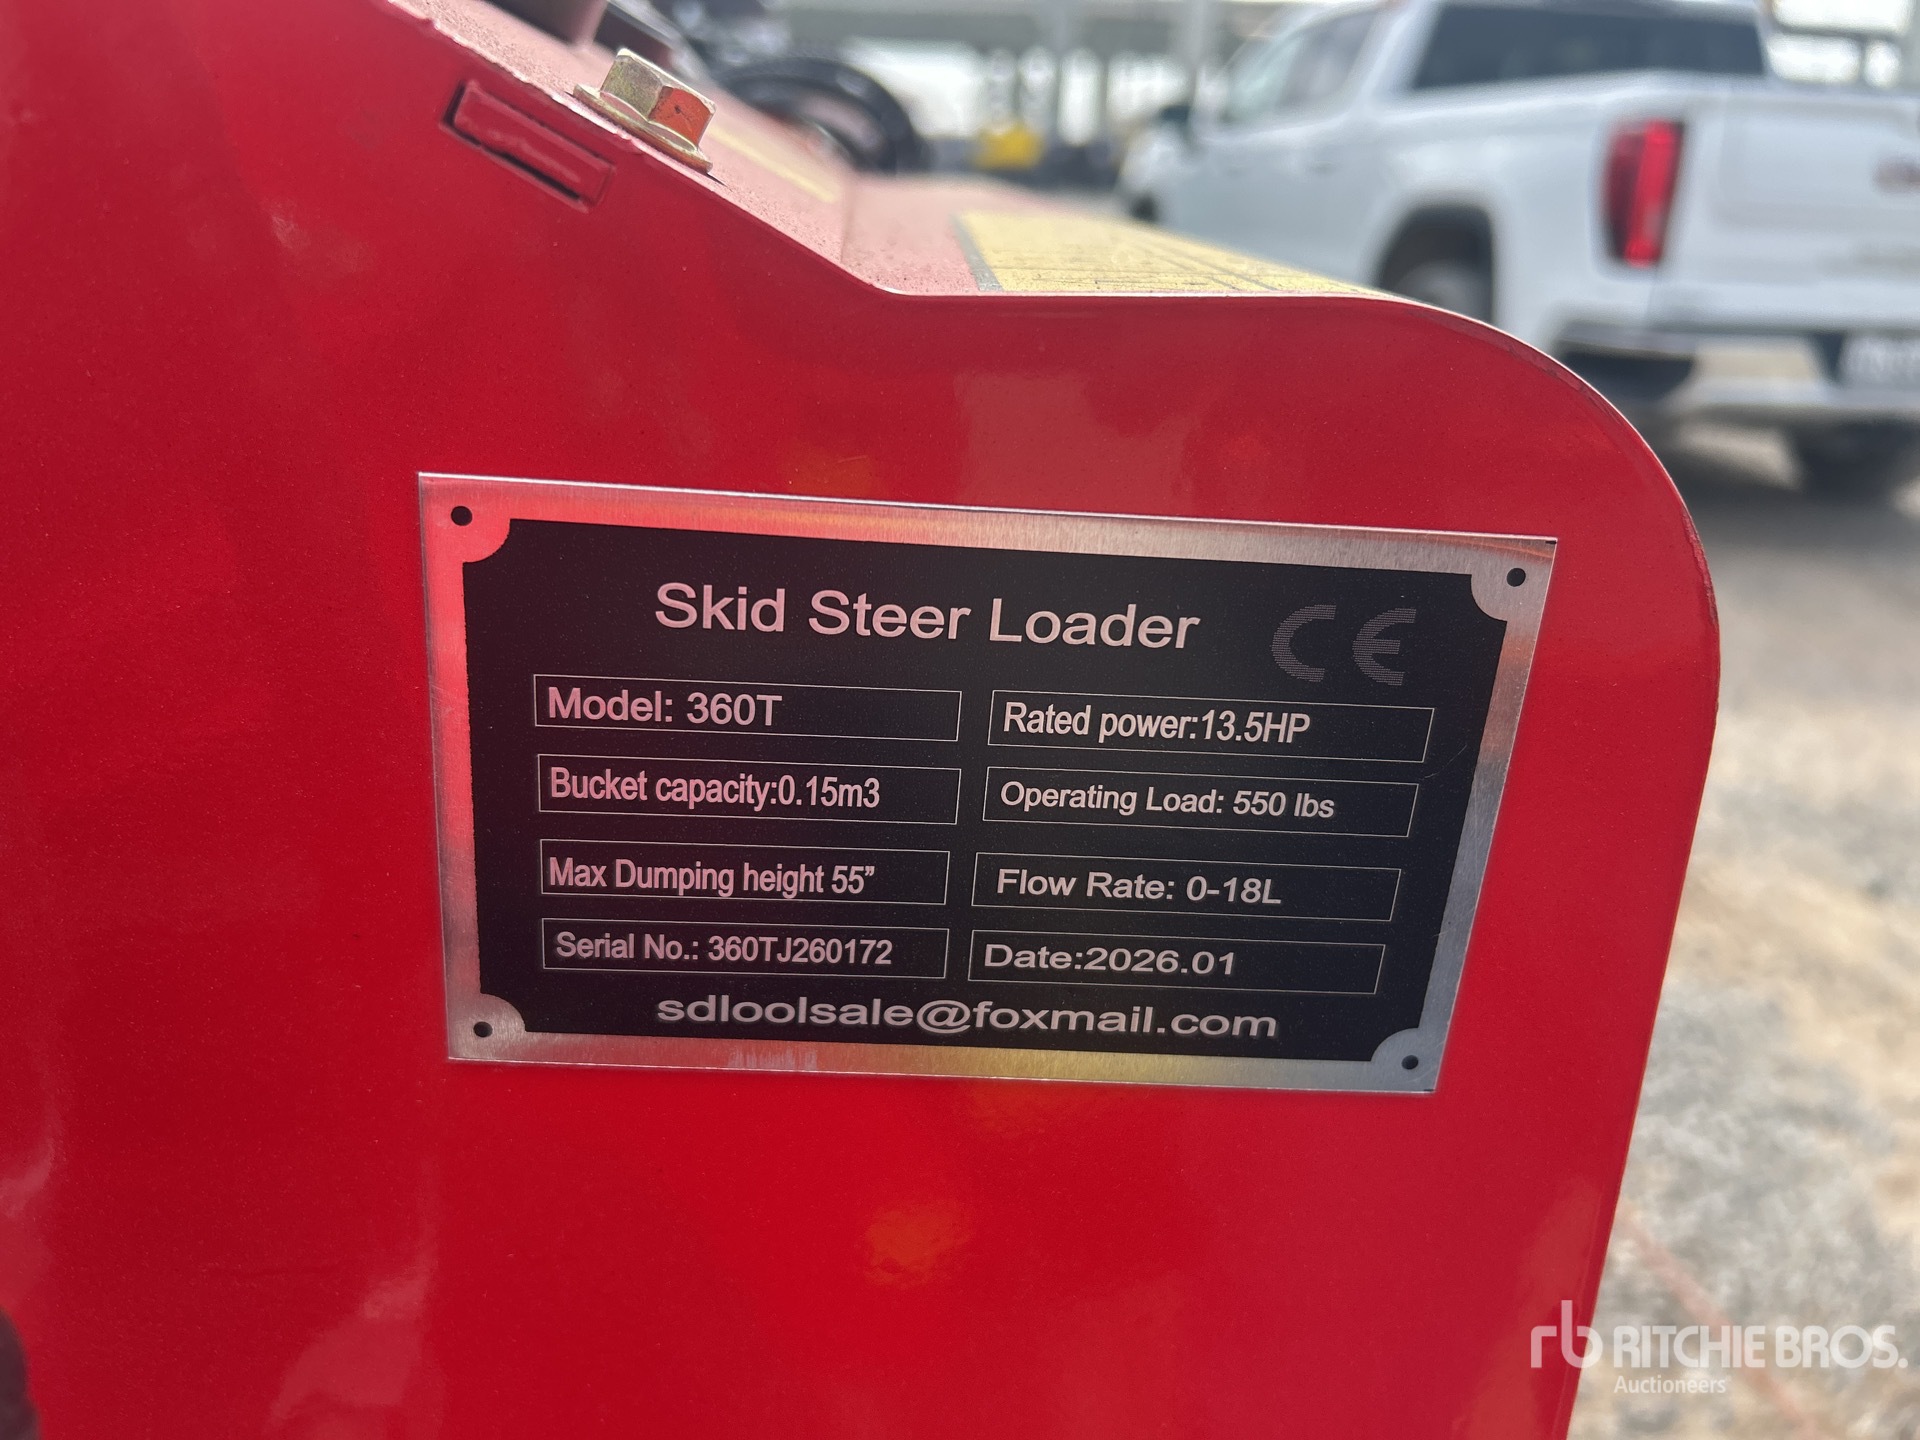 Skid Steer Loader CE
Model: 360T
Rated power:13.5HP
Bucket capacity:0.15m3
Operating Load: 550 lbs
Max Dumping height 55”
Flow Rate: 0-18L
Serial No.: 360TJ260172
Date:2026.01
sdloolsale@foxmail.com
rb RITCHIE BROS.
Auctioneers